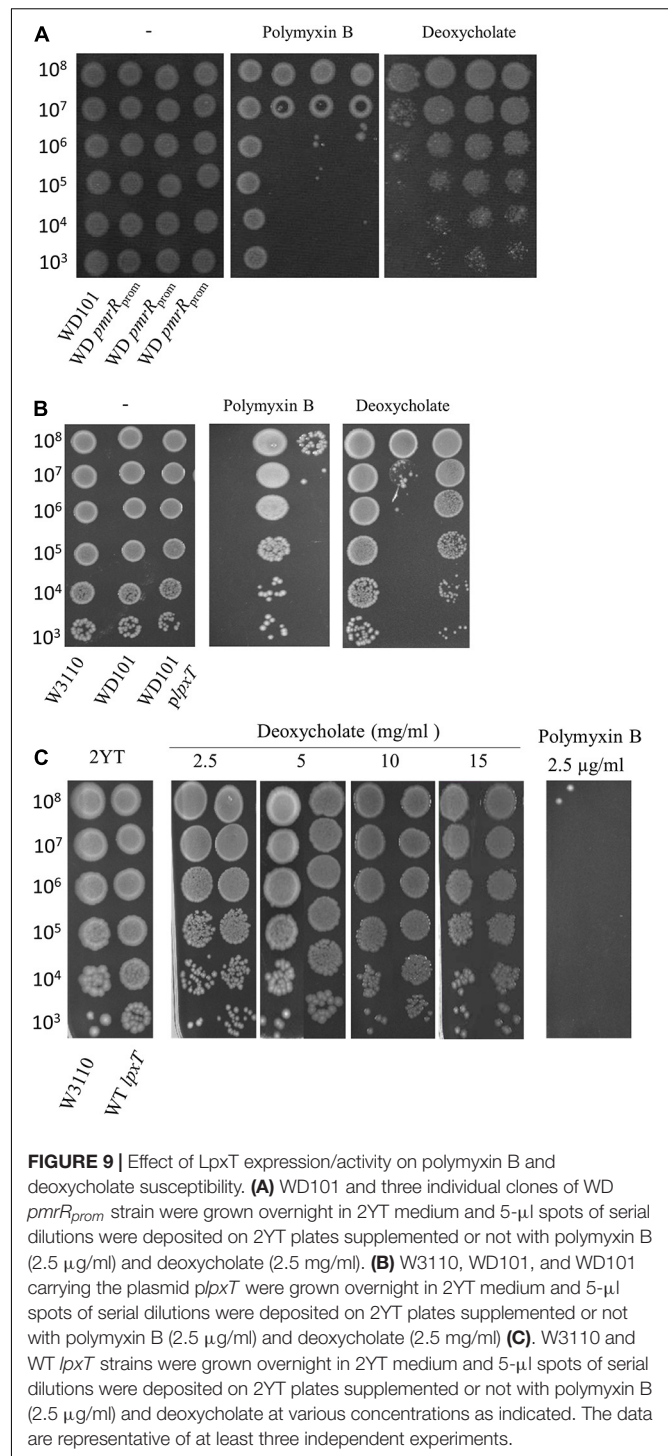 A
-
Polymyxin B
Deoxycholate
10⁸
10⁷
10⁶
10⁵
10⁴
10³
WD101
WD pmrR_prom
WD pmrR_prom
WD pmrR_prom
B
-
Polymyxin B
Deoxycholate
10⁸
10⁷
10⁶
10⁵
10⁴
10³
W3110
WD101
WD101
plpxT
C
2YT
Deoxycholate (mg/ml )
2.5
5
10
15
Polymyxin B
2.5 µg/ml
10⁸
10⁷
10⁶
10⁵
10⁴
10³
W3110
WT lpxT
FIGURE 9 | Effect of LpxT expression/activity on polymyxin B and
deoxycholate susceptibility. (A) WD101 and three individual clones of WD
pmrR_prom strain were grown overnight in 2YT medium and 5-µl spots of serial
dilutions were deposited on 2YT plates supplemented or not with polymyxin B
(2.5 µg/ml) and deoxycholate (2.5 mg/ml). (B) W3110, WD101, and WD101
carrying the plasmid plpxT were grown overnight in 2YT medium and 5-µl
spots of serial dilutions were deposited on 2YT plates supplemented or not
with polymyxin B (2.5 µg/ml) and deoxycholate (2.5 mg/ml) (C). W3110 and
WT lpxT strains were grown overnight in 2YT medium and 5-µl spots of serial
dilutions were deposited on 2YT plates supplemented or not with polymyxin B
(2.5 µg/ml) and deoxycholate at various concentrations as indicated. The data
are representative of at least three independent experiments.